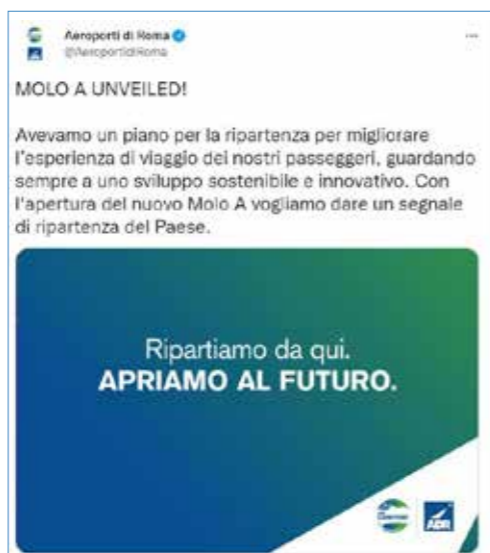 Aeroporti di Roma
@AeroportidiRoma
MOLO A UNVEILED!
Avevamo un piano per la ripartenza per migliorare
l'esperienza di viaggio dei nostri passeggeri, guardando
sempre a uno sviluppo sostenibile e innovativo. Con
l'apertura del nuovo Molo A vogliamo dare un segnale
di ripartenza del Paese.
Ripartiamo da qui.
APRIAMO AL FUTURO.
ADR